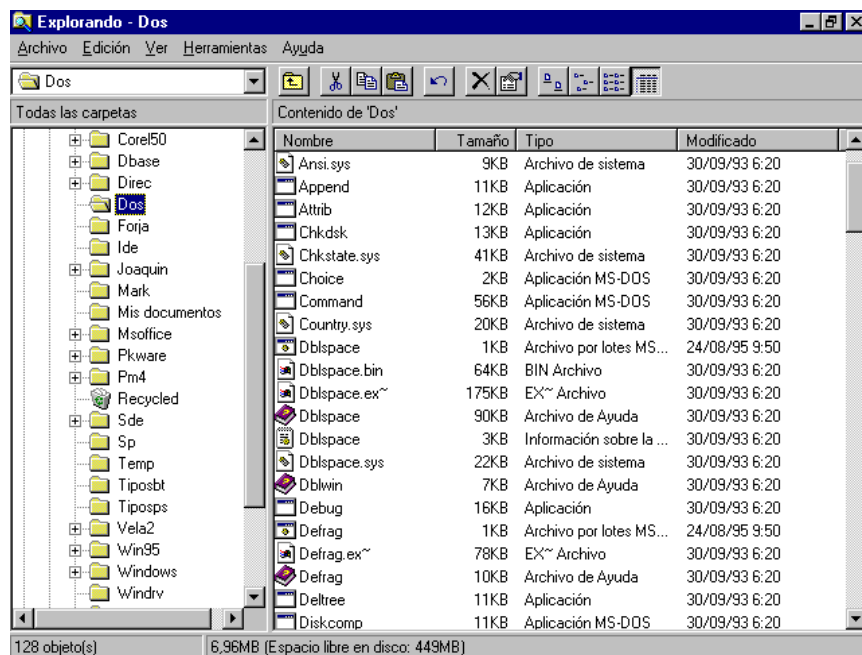 Explorando - Dos
Archivo Edición Ver Herramientas Ayuda
Dos
Todas las carpetas
Contenido de 'Dos'
Corel50
Dbase
Direc
Dos
Forja
Ide
Joaquin
Mark
Mis documentos
Msoffice
Pkware
Pm4
Recycled
Sde
Sp
Temp
Tiposbt
Tiposps
Vela2
Win95
Windows
Windrv
Nombre Tamaño Tipo Modificado
Ansi.sys 9KB Archivo de sistema 30/09/93 6:20
Append 11KB Aplicación 30/09/93 6:20
Attrib 12KB Aplicación 30/09/93 6:20
Chkdsk 13KB Aplicación 30/09/93 6:20
Chkstate.sys 41KB Archivo de sistema 30/09/93 6:20
Choice 2KB Aplicación MS-DOS 30/09/93 6:20
Command 56KB Aplicación MS-DOS 30/09/93 6:20
Country.sys 20KB Archivo de sistema 30/09/93 6:20
Dblspace 1KB Archivo por lotes MS... 24/08/95 9:50
Dblspace.bin 64KB BIN Archivo 30/09/93 6:20
Dblspace.ex~ 175KB EX~ Archivo 30/09/93 6:20
Dblspace 90KB Archivo de Ayuda 30/09/93 6:20
Dblspace 3KB Información sobre la ... 30/09/93 6:20
Dblspace.sys 22KB Archivo de sistema 30/09/93 6:20
Dblwin 7KB Archivo de Ayuda 30/09/93 6:20
Debug 16KB Aplicación 30/09/93 6:20
Defrag 1KB Archivo por lotes MS... 24/08/95 9:50
Defrag.ex~ 78KB EX~ Archivo 30/09/93 6:20
Defrag 10KB Archivo de Ayuda 30/09/93 6:20
Deltree 11KB Aplicación 30/09/93 6:20
Diskcomp 11KB Aplicación MS-DOS 30/09/93 6:20
128 objeto(s) 6,96MB (Espacio libre en disco: 449MB)